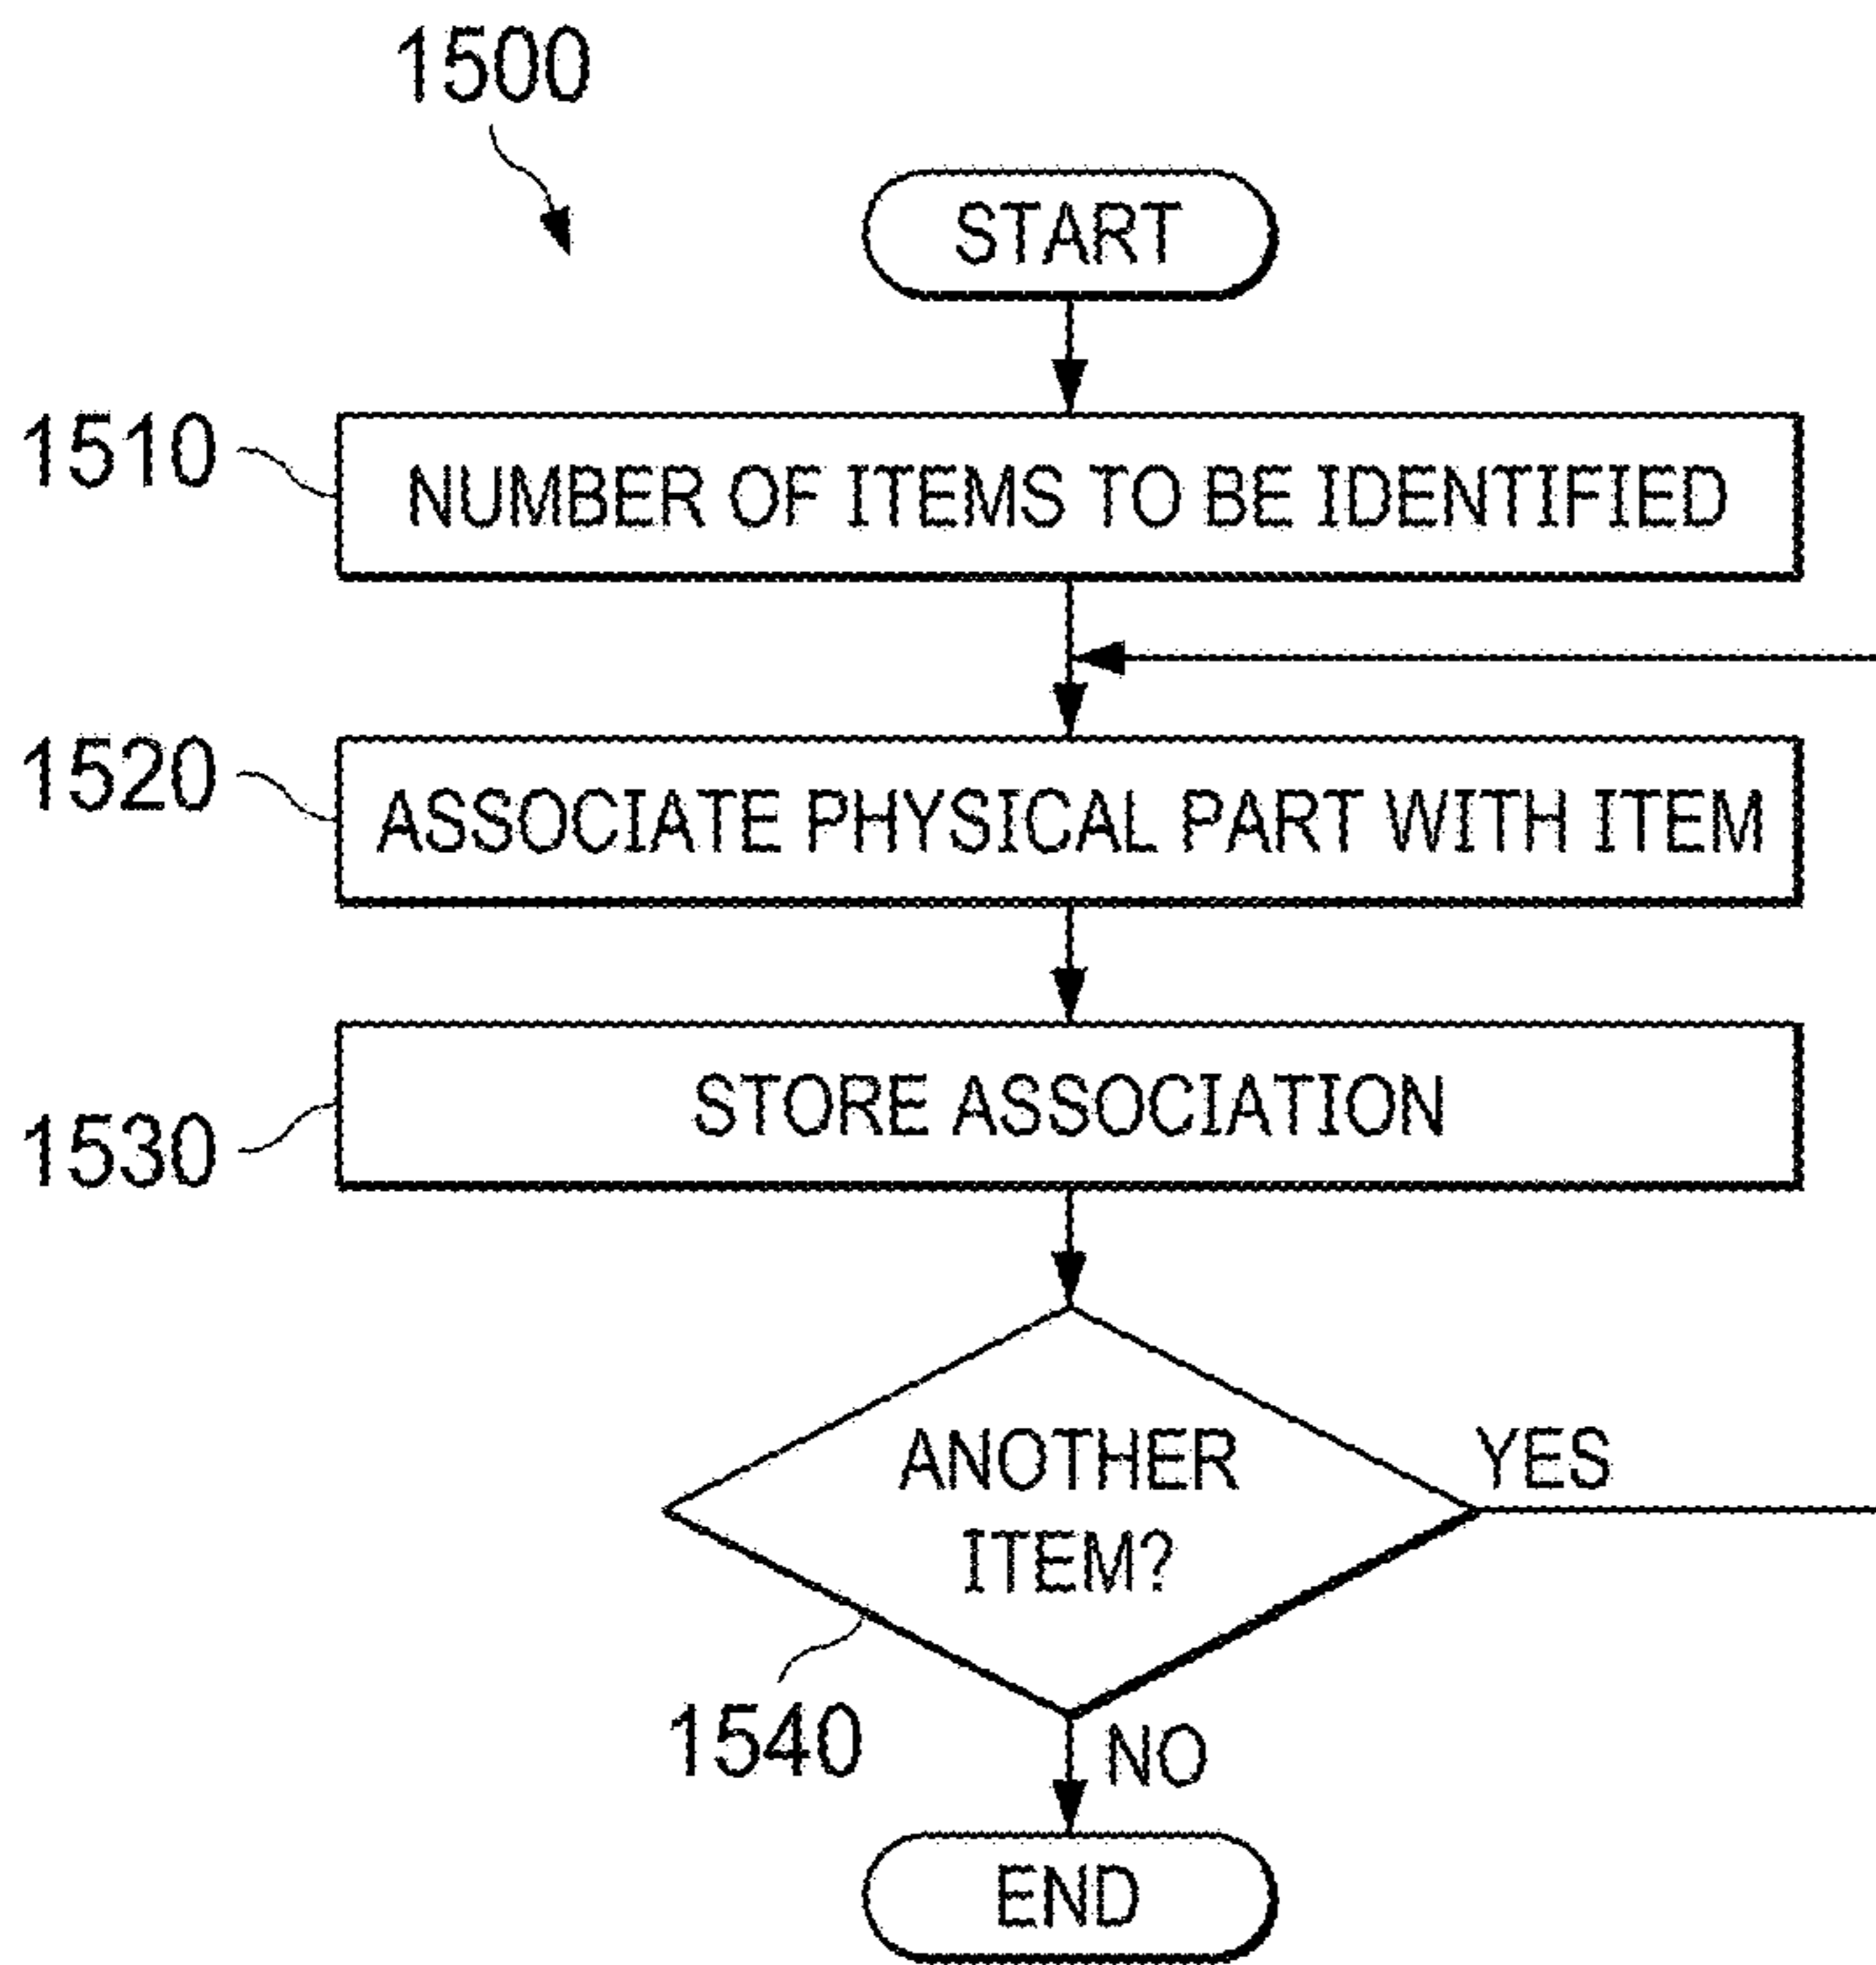 1500
START
1510
NUMBER OF ITEMS TO BE IDENTIFIED
1520
ASSOCIATE PHYSICAL PART WITH ITEM
STORE ASSOCIATION
1530
ANOTHER
ITEM?
YES
1540
NO
END